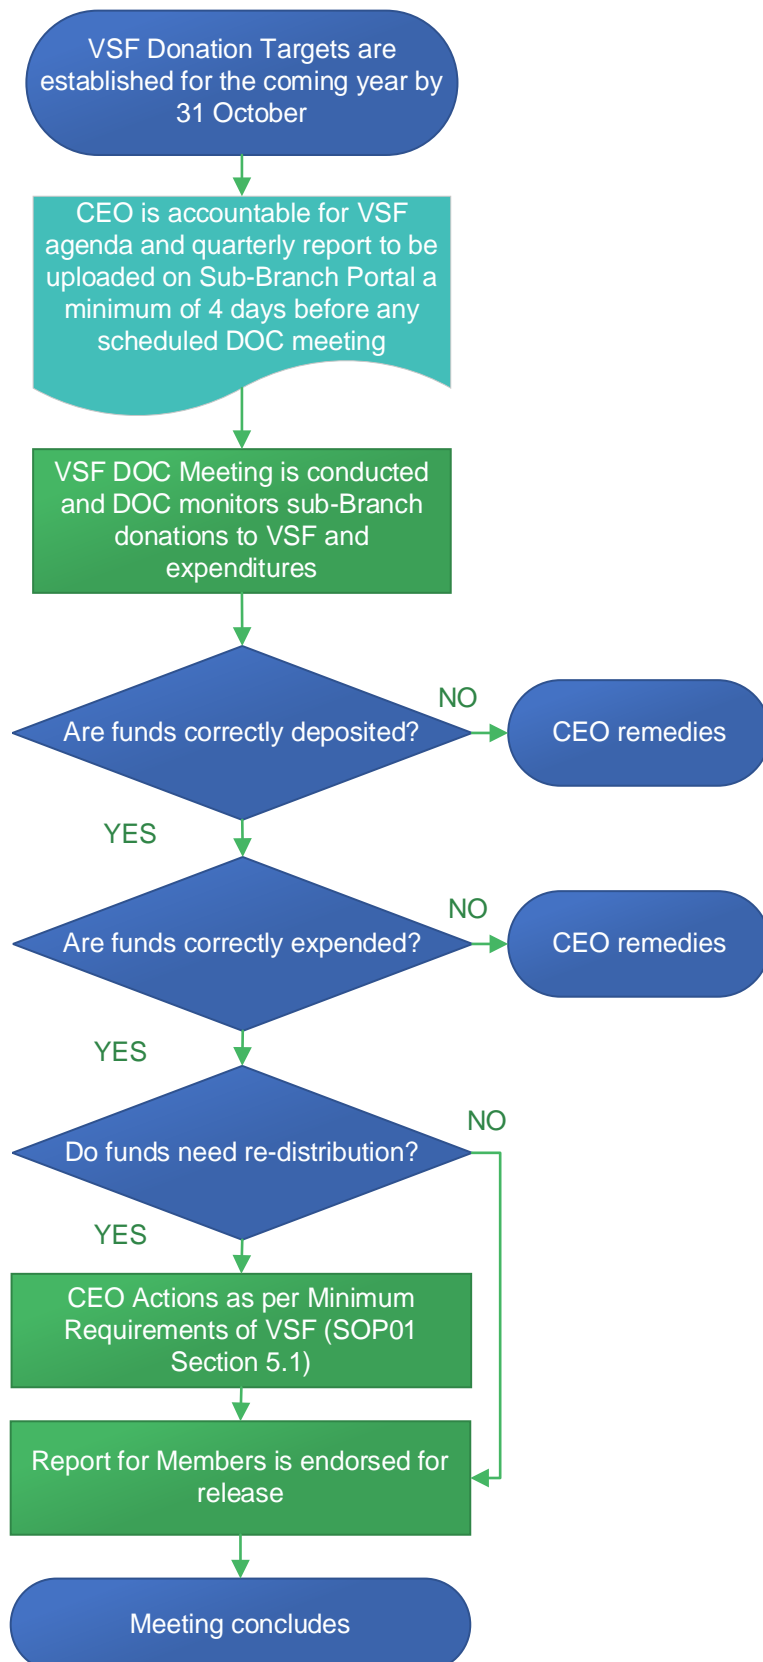 VSF Donation Targets are
established for the coming year by
31 October
CEO is accountable for VSF
agenda and quarterly report to be
uploaded on Sub-Branch Portal a
minimum of 4 days before any
scheduled DOC meeting
VSF DOC Meeting is conducted
and DOC monitors sub-Branch
donations to VSF and
expenditures
Are funds correctly deposited?
NO
CEO remedies
YES
Are funds correctly expended?
NO
CEO remedies
YES
Do funds need re-distribution?
NO
YES
CEO Actions as per Minimum
Requirements of VSF (SOP01
Section 5.1)
Report for Members is endorsed for
release
Meeting concludes